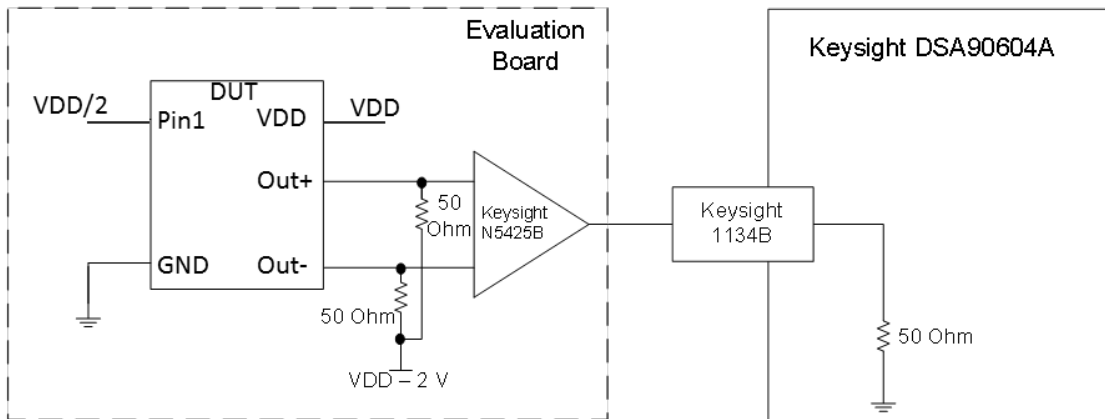 Evaluation
Board
Keysight DSA90604A
DUT
VDD/2
Pin1
VDD
VDD
Out+
50
Ohm
Keysight
N5425B
Keysight
1134B
GND
Out-
50 Ohm
50 Ohm
VDD – 2 V